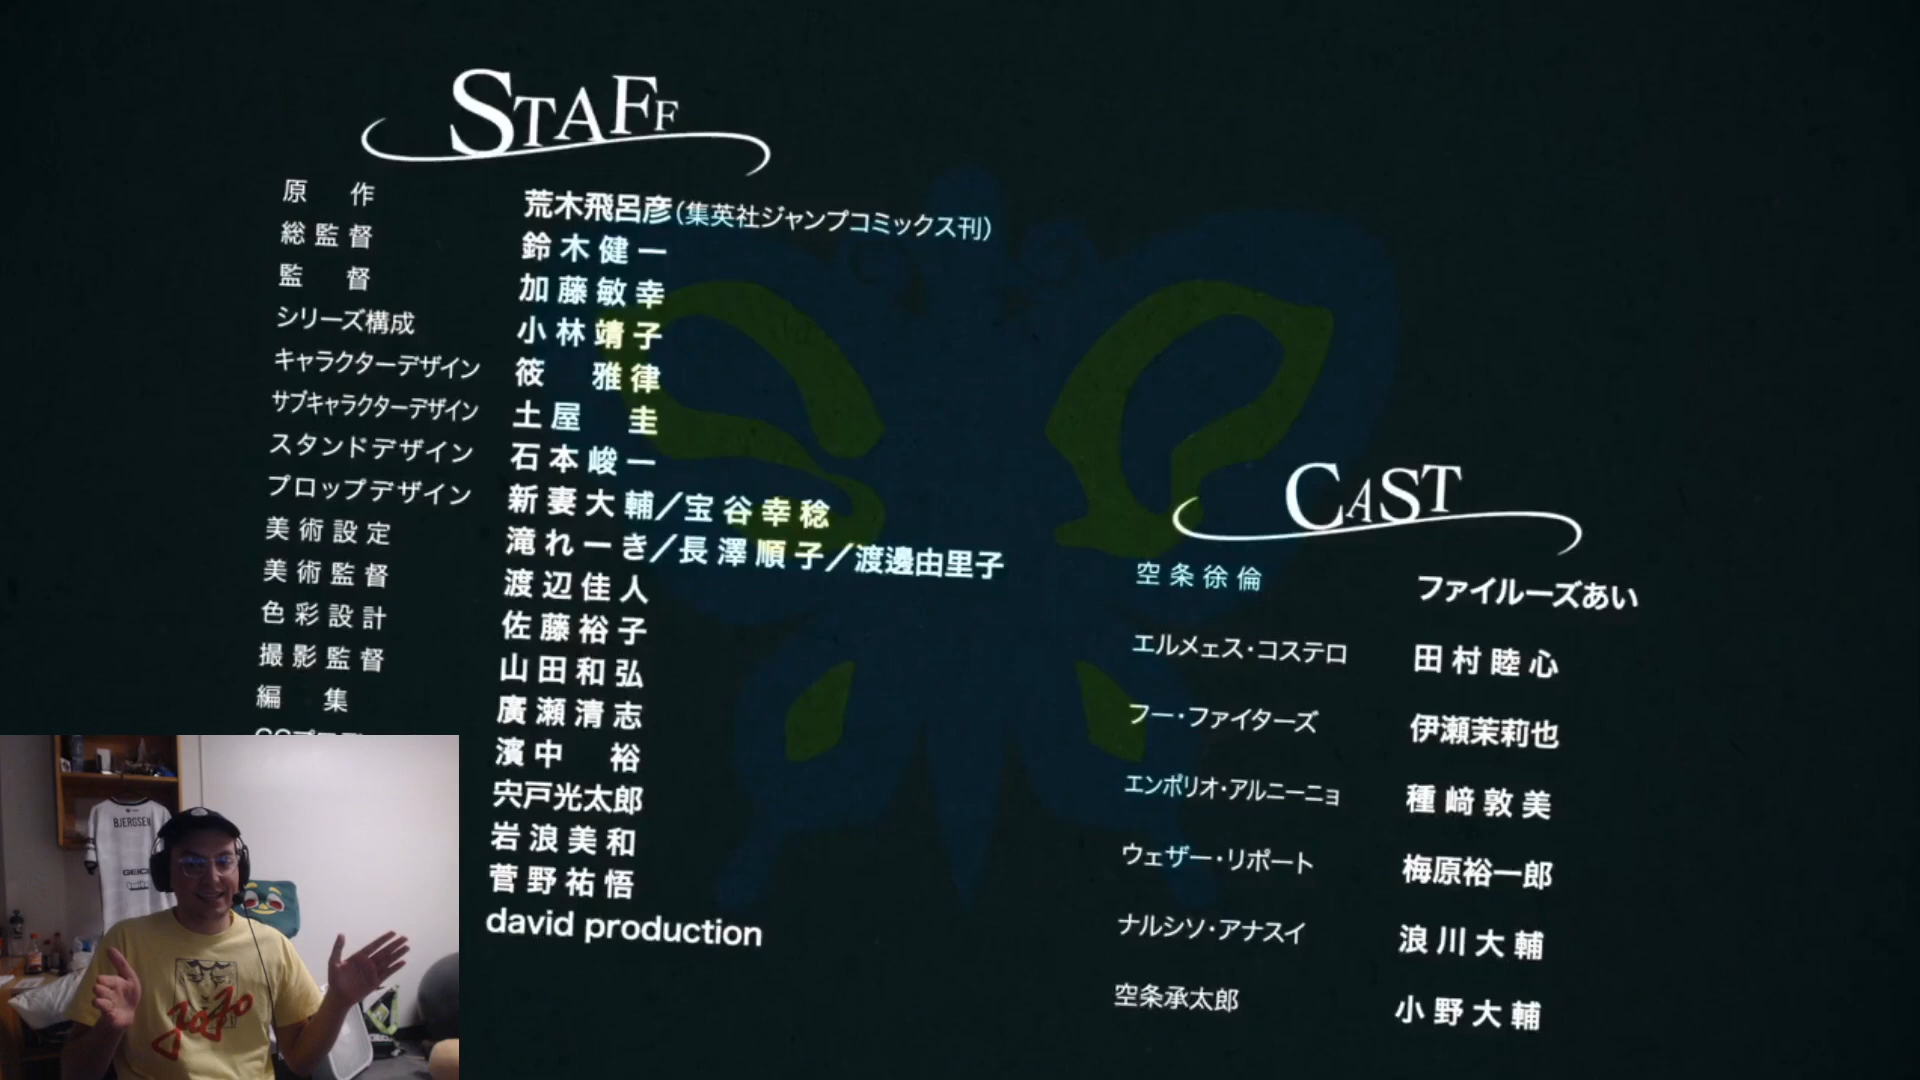 STAFF
原作 荒木飛呂彦(集英社ジャンプコミックス刊)
総監督 鈴木健一
監督 加藤敏幸
シリーズ構成 小林靖子
キャラクターデザイン 筱雅律
サブキャラクターデザイン 土屋圭
スタンドデザイン 石本峻一
プロップデザイン 新妻大輔/宝谷幸稔
美術設定 滝れーき/長澤順子/渡邊由里子
美術監督 渡辺佳人
色彩設計 佐藤裕子
撮影監督 山田和弘
編集 廣瀬清志
濱中裕
宍戸光太郎
岩浪美和
菅野祐悟
david production
CAST
空条徐倫 ファイルーズあい
エルメェス・コステロ 田村睦心
フー・ファイターズ 伊瀬茉莉也
エンポリオ・アルニーニョ 種﨑敦美
ウェザー・リポート 梅原裕一郎
ナルシソ・アナスイ 浪川大輔
空条承太郎 小野大輔
BJERGSEN
GEICO
JoJo